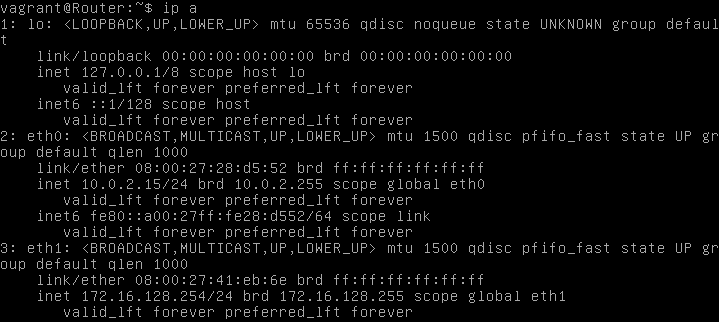 vagrant@Router:~$ ip a
1: lo: <LOOPBACK,UP,LOWER_UP> mtu 65536 qdisc noqueue state UNKNOWN group defaul
t
    link/loopback 00:00:00:00:00:00 brd 00:00:00:00:00:00
    inet 127.0.0.1/8 scope host lo
       valid_lft forever preferred_lft forever
    inet6 ::1/128 scope host
       valid_lft forever preferred_lft forever
2: eth0: <BROADCAST,MULTICAST,UP,LOWER_UP> mtu 1500 qdisc pfifo_fast state UP gr
oup default qlen 1000
    link/ether 08:00:27:28:d5:52 brd ff:ff:ff:ff:ff:ff
    inet 10.0.2.15/24 brd 10.0.2.255 scope global eth0
       valid_lft forever preferred_lft forever
    inet6 fe80::a00:27ff:fe28:d552/64 scope link
       valid_lft forever preferred_lft forever
3: eth1: <BROADCAST,MULTICAST,UP,LOWER_UP> mtu 1500 qdisc pfifo_fast state UP gr
oup default qlen 1000
    link/ether 08:00:27:41:eb:6e brd ff:ff:ff:ff:ff:ff
    inet 172.16.128.254/24 brd 172.16.128.255 scope global eth1
       valid_lft forever preferred_lft forever